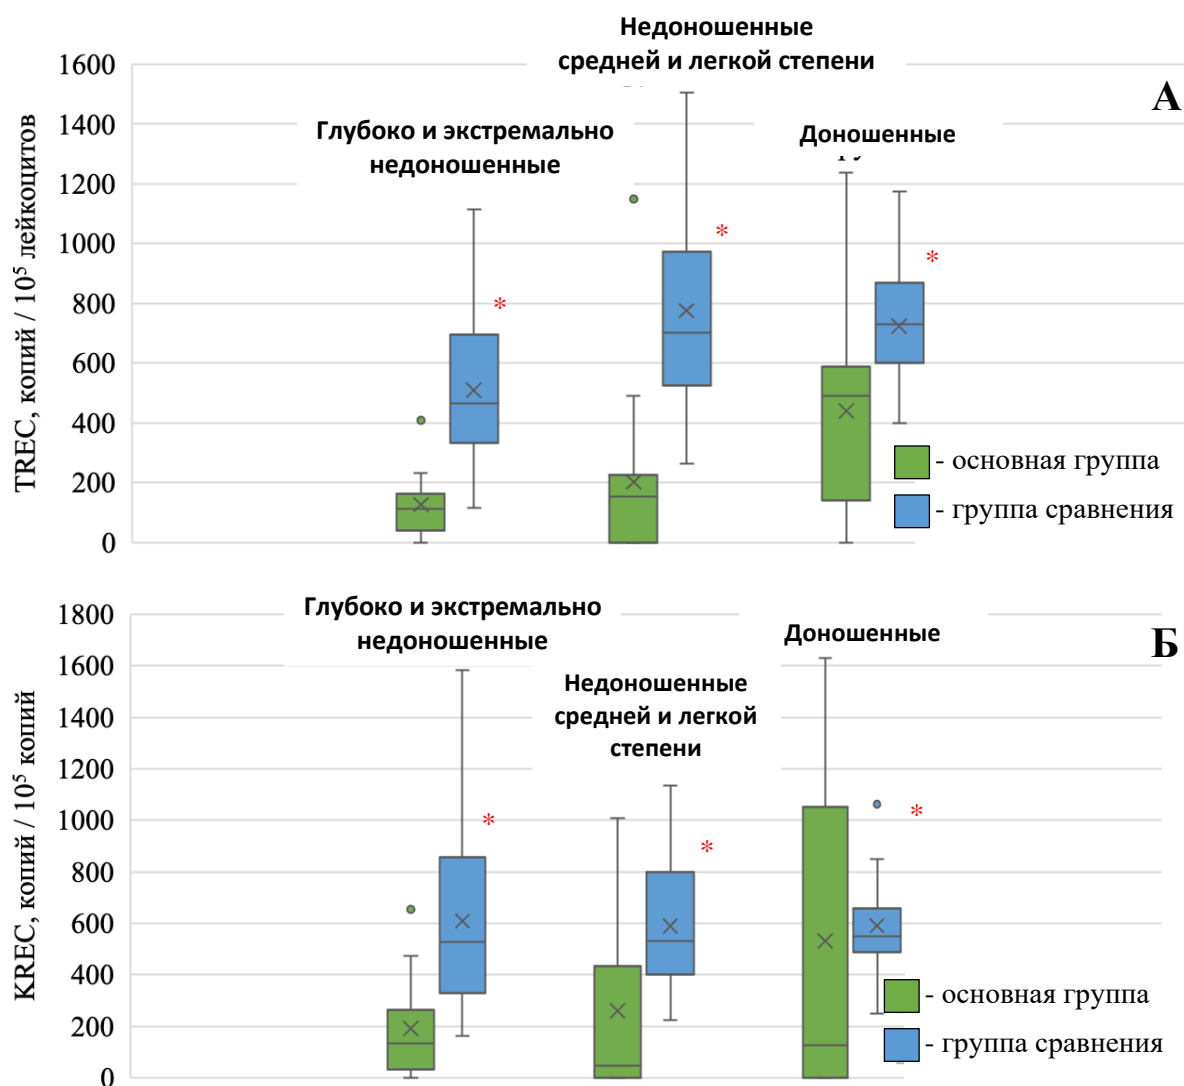 Недоношенные
средней и легкой степени
А
Глубоко и экстремально
недоношенные
Доношенные
TREC, копий / 10⁵ лейкоцитов
1600
1400
1200
1000
800
600
400
200
0
*
*
*
- основная группа
- группа сравнения
Глубоко и экстремально
недоношенные
Доношенные
Б
Недоношенные
средней и легкой
степени
KREC, копий / 10⁵ копий
1800
1600
1400
1200
1000
800
600
400
200
0
*
*
*
- основная группа
- группа сравнения